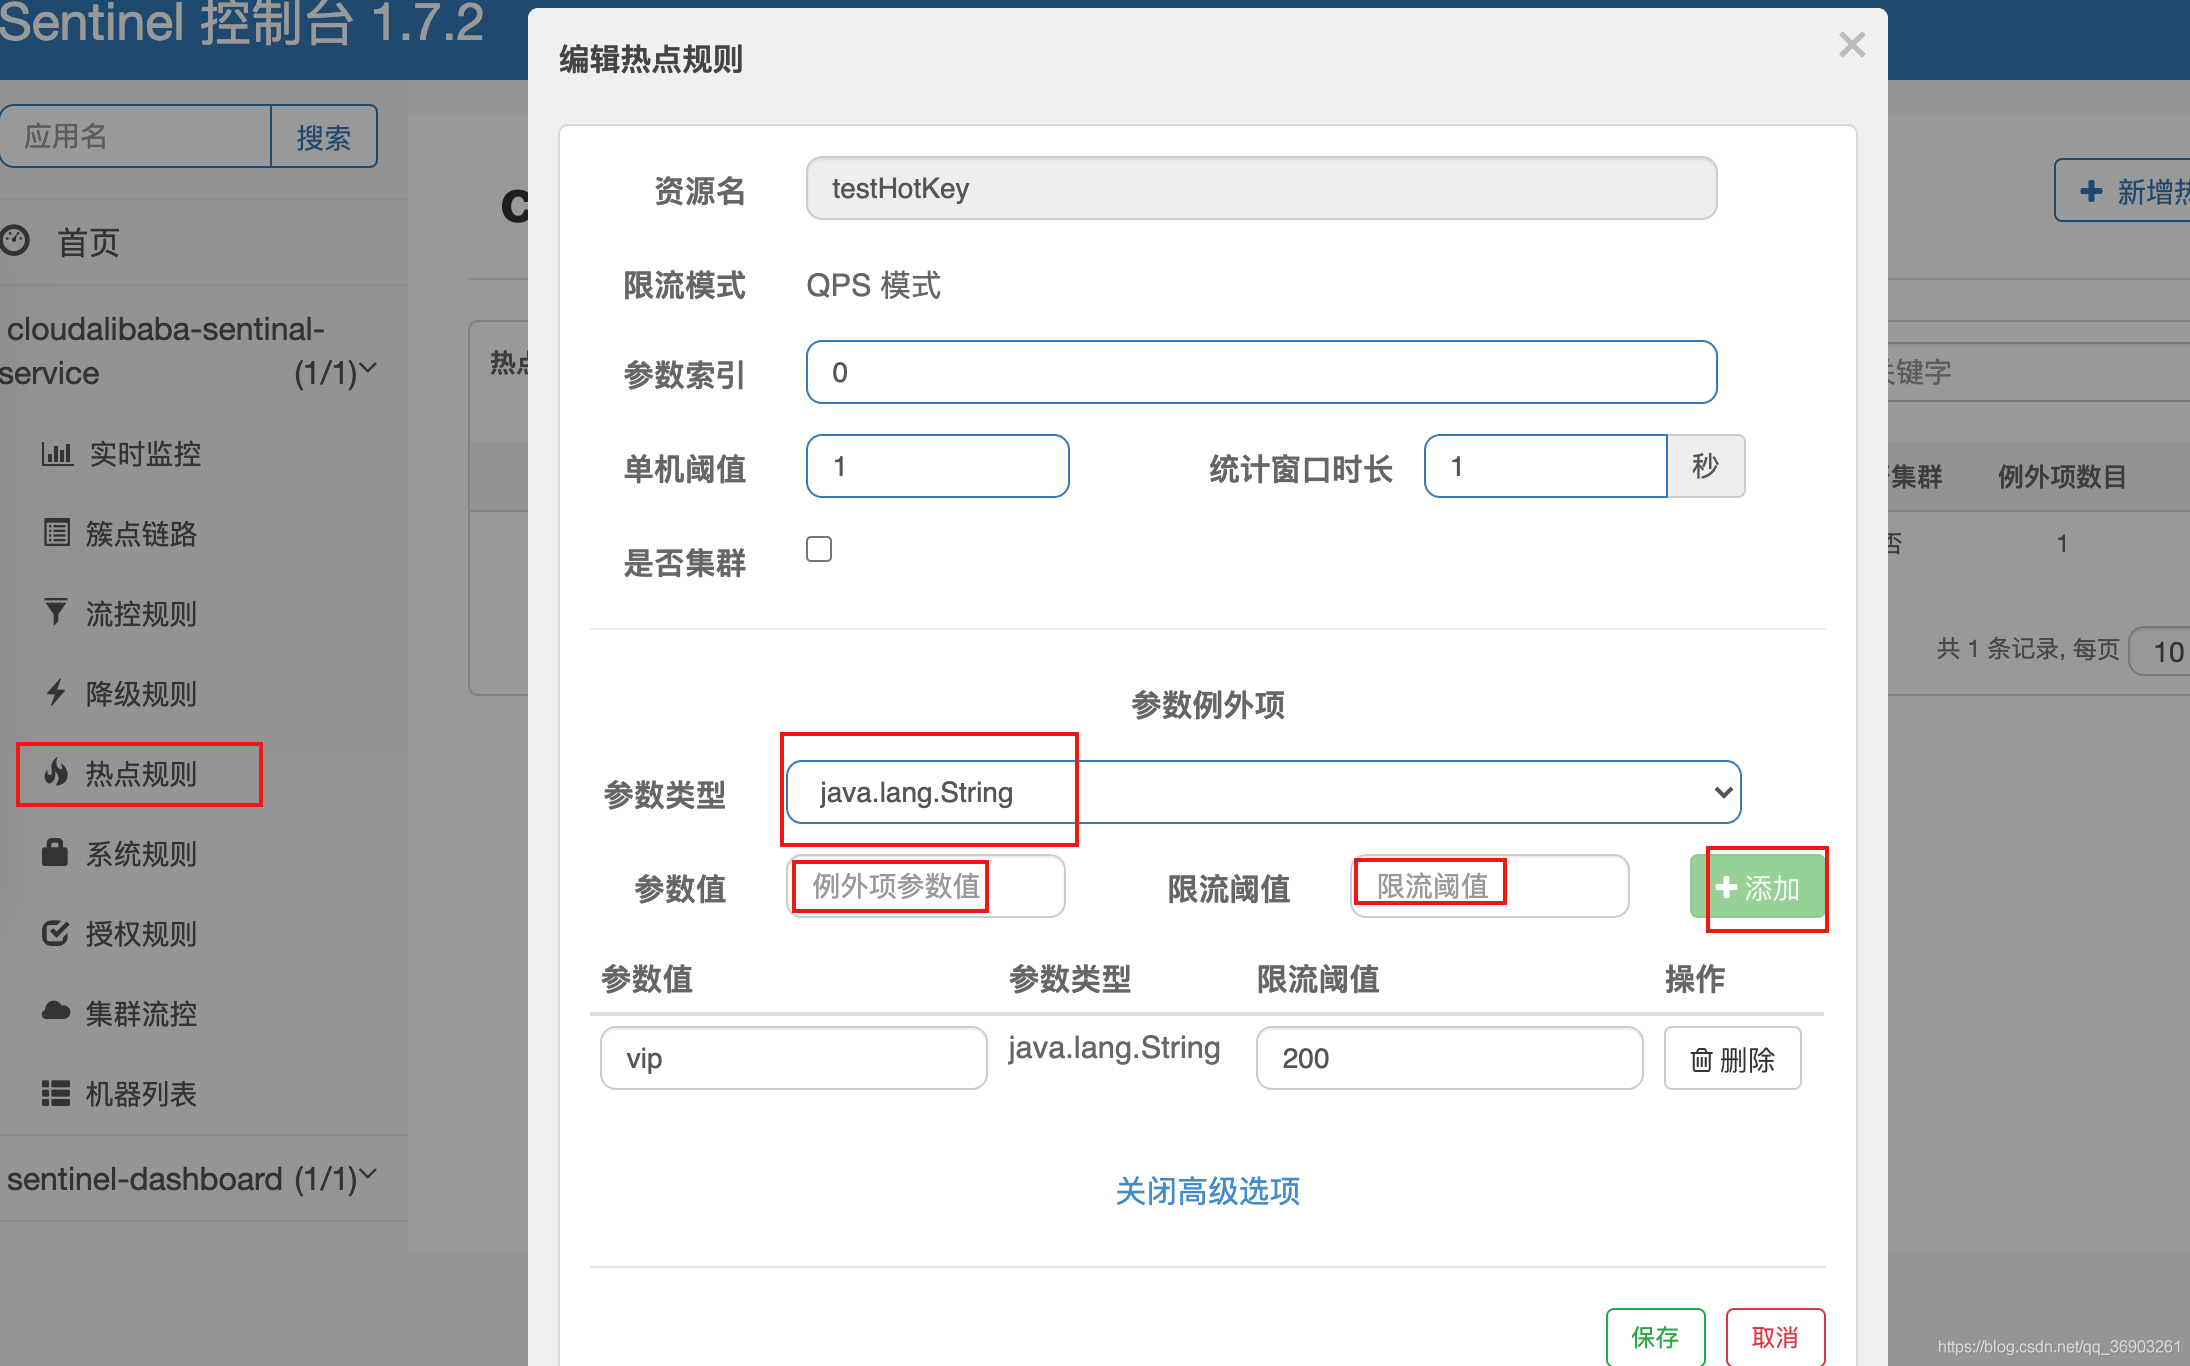 Sentinel 控制台 1.7.2
应用名
搜索
首页
cloudalibaba-sentinal-
service
(1/1)
实时监控
簇点链路
流控规则
降级规则
热点规则
系统规则
授权规则
集群流控
机器列表
sentinel-dashboard (1/1)
编辑热点规则
资源名
testHotKey
限流模式
QPS 模式
参数索引
0
单机阈值
1
统计窗口时长
1
秒
是否集群
参数例外项
参数类型
java.lang.String
参数值
例外项参数值
限流阈值
限流阈值
添加
参数值 参数类型 限流阈值 操作
vip java.lang.String 200 删除
关闭高级选项
保存
取消
新增
键字
集群
例外项数目
1
共 1 条记录, 每页
10
https://blog.csdn.net/qq_36903261